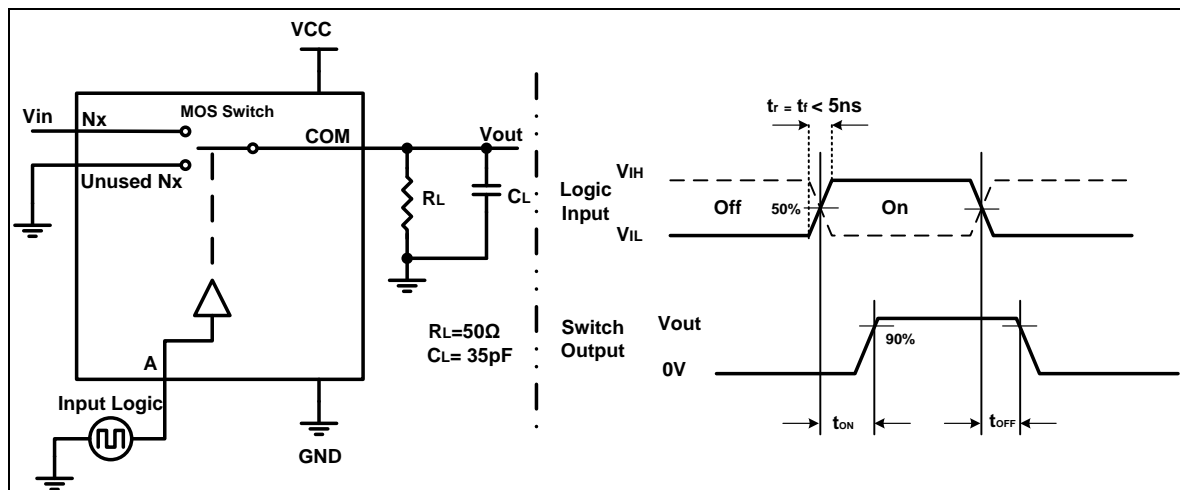 VCC
Vin
Nx
MOS Switch
COM
Vout
Unused Nx
RL
CL
A
Input Logic
GND
RL=50Ω
CL= 35pF
tr = tf < 5ns
Logic
Input
VIH
Off
50%
On
VIL
Switch
Output
Vout
90%
0V
tON
tOFF